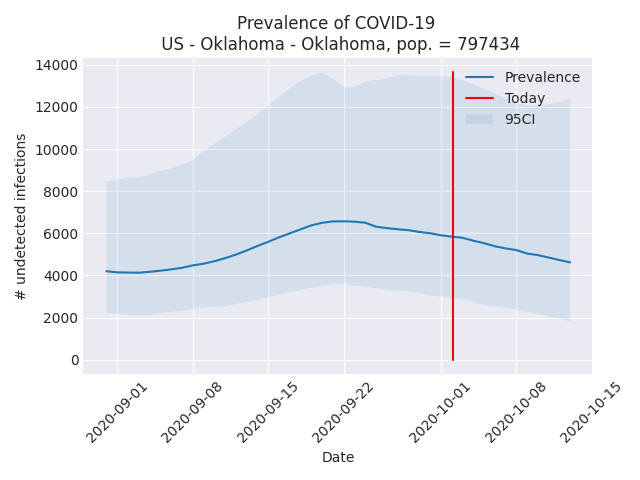 Prevalence of COVID-19
US - Oklahoma - Oklahoma, pop. = 797434
# undetected infections
14000
12000
10000
8000
6000
4000
2000
0
Prevalence
Today
95CI
2020-09-01
2020-09-08
2020-09-15
2020-09-22
2020-10-01
2020-10-08
2020-10-15
Date